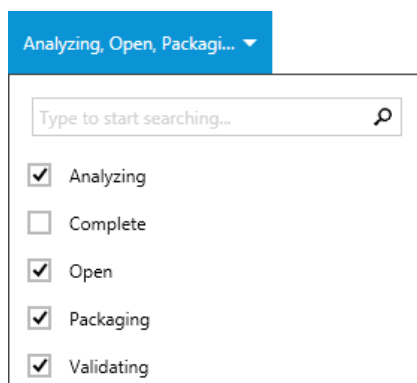 Analyzing, Open, Packagi...
Type to start searching...
Analyzing
Complete
Open
Packaging
Validating